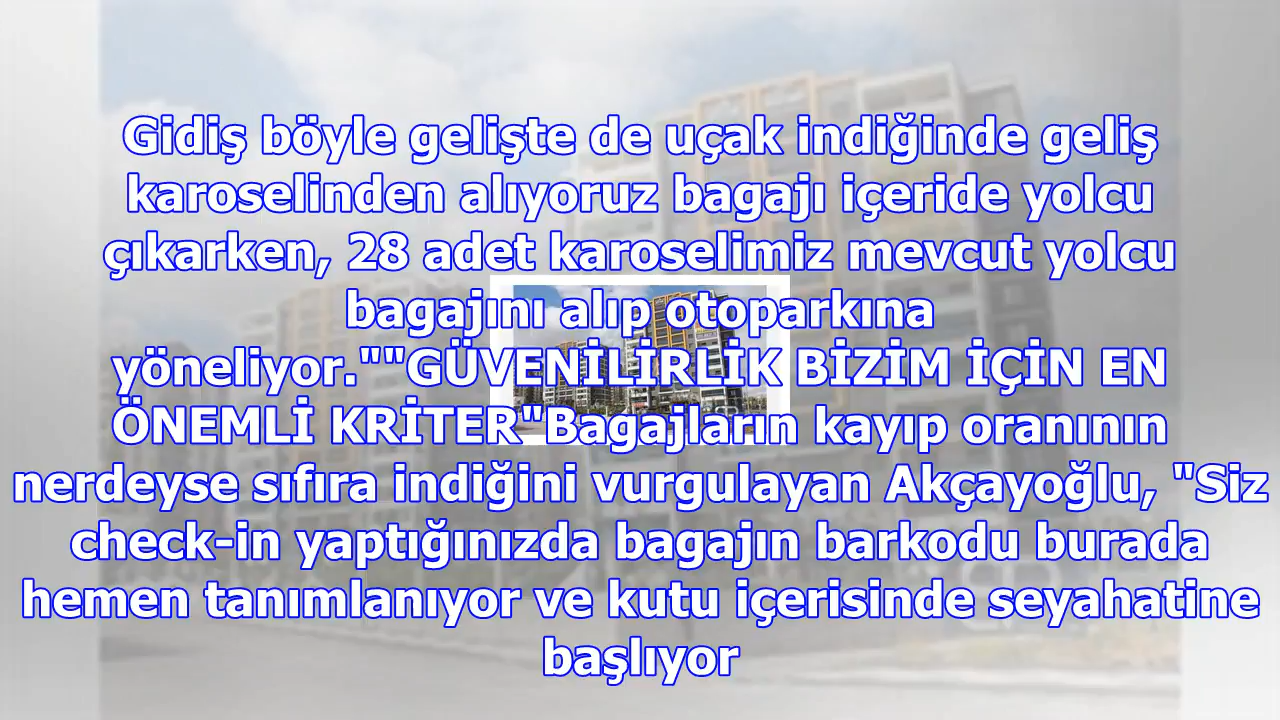 Gidiş böyle gelişte de uçak indiğinde geliş
karoselinden alıyoruz bagajı içeride yolcu
çıkarken, 28 adet karoselimiz mevcut yolcu
bagajını alıp otoparkına
yöneliyor.""GÜVENİLİRLİK BİZİM İÇİN EN
ÖNEMLİ KRİTER"Bagajların kayıp oranının
nerdeyse sıfıra indiğini vurgulayan Akçayoğlu, "Siz
check-in yaptığınızda bagajın barkodu burada
hemen tanımlanıyor ve kutu içerisinde seyahatine
başlıyor